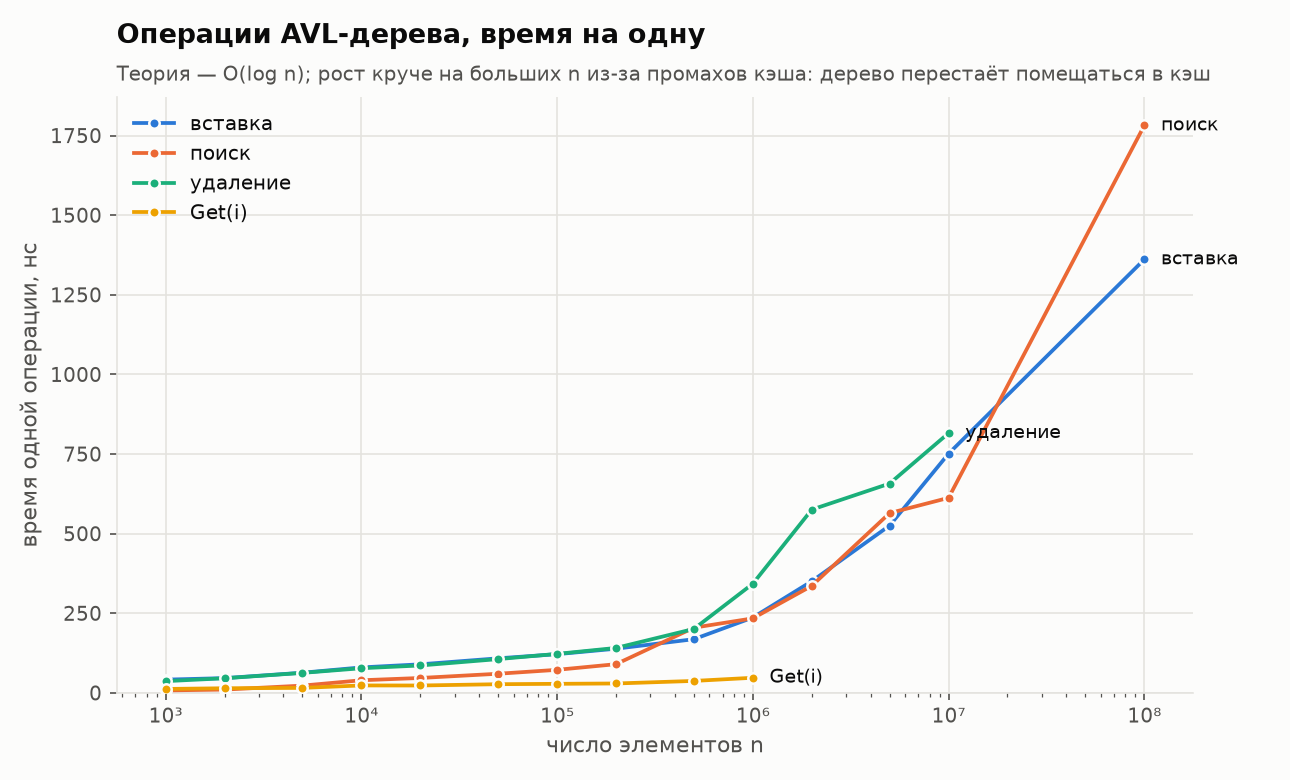 Операции AVL-дерева, время на одну
Теория — O(log n); рост круче на больших n из-за промахов кэша: дерево перестаёт помещаться в кэш
вставка
поиск
удаление
Get(i)
время одной операции, нс
1750
1500
1250
1000
750
500
250
0
поиск
вставка
удаление
Get(i)
10³
10⁴
10⁵
10⁶
10⁷
10⁸
число элементов n